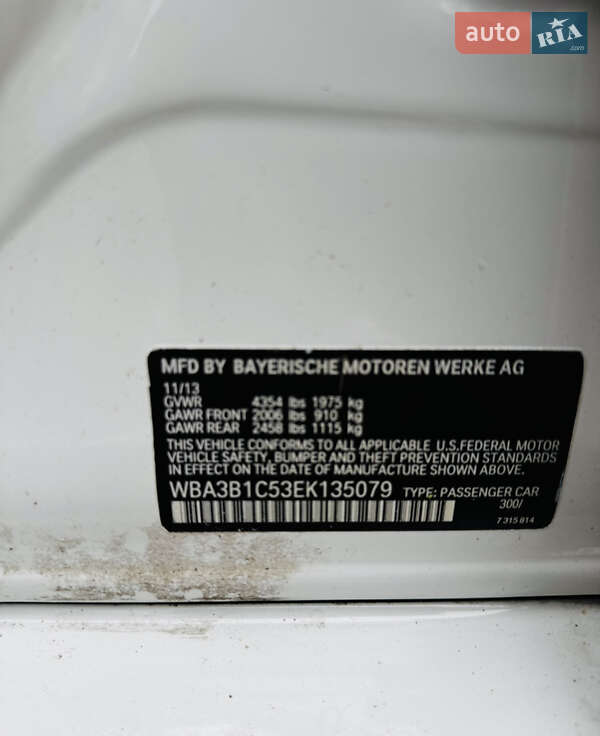 auto RIA.com
MFD BY BAYERISCHE MOTOREN WERKE AG
11/13
GVWR 4354 lbs 1975 kg
GAWR FRONT 2006 lbs 910 kg
GAWR REAR 2458 lbs 1115 kg
THIS VEHICLE CONFORMS TO ALL APPLICABLE U.S.FEDERAL MOTOR
VEHICLE SAFETY, BUMPER AND THEFT PREVENTION STANDARDS
IN EFFECT ON THE DATE OF MANUFACTURE SHOWN ABOVE.
WBA3B1C53EK135079 TYPE: PASSENGER CAR
300/
7 315 814